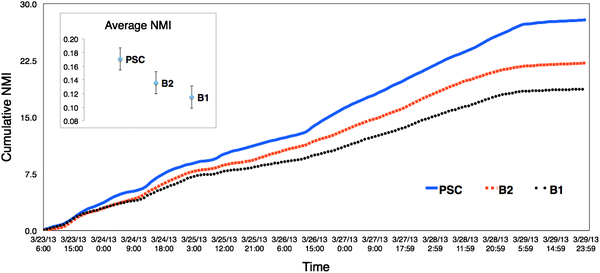 Average NMI
0.20
0.18
0.16
0.14
0.12
0.10
0.08
PSC
B2
B1
30.0
22.5
15.0
7.5
0.0
Cumulative NMI
PSC B2 B1
3/23/13 3/23/13 3/24/13 3/24/13 3/24/13 3/25/13 3/25/13 3/25/13 3/26/13 3/26/13 3/27/13 3/27/13 3/27/13 3/28/13 3/28/13 3/28/13 3/29/13 3/29/13 3/29/13
6:00 15:00 0:00 9:00 18:00 3:00 12:00 21:00 6:00 15:00 0:00 9:00 17:59 2:59 11:59 20:59 5:59 14:59 23:59
Time